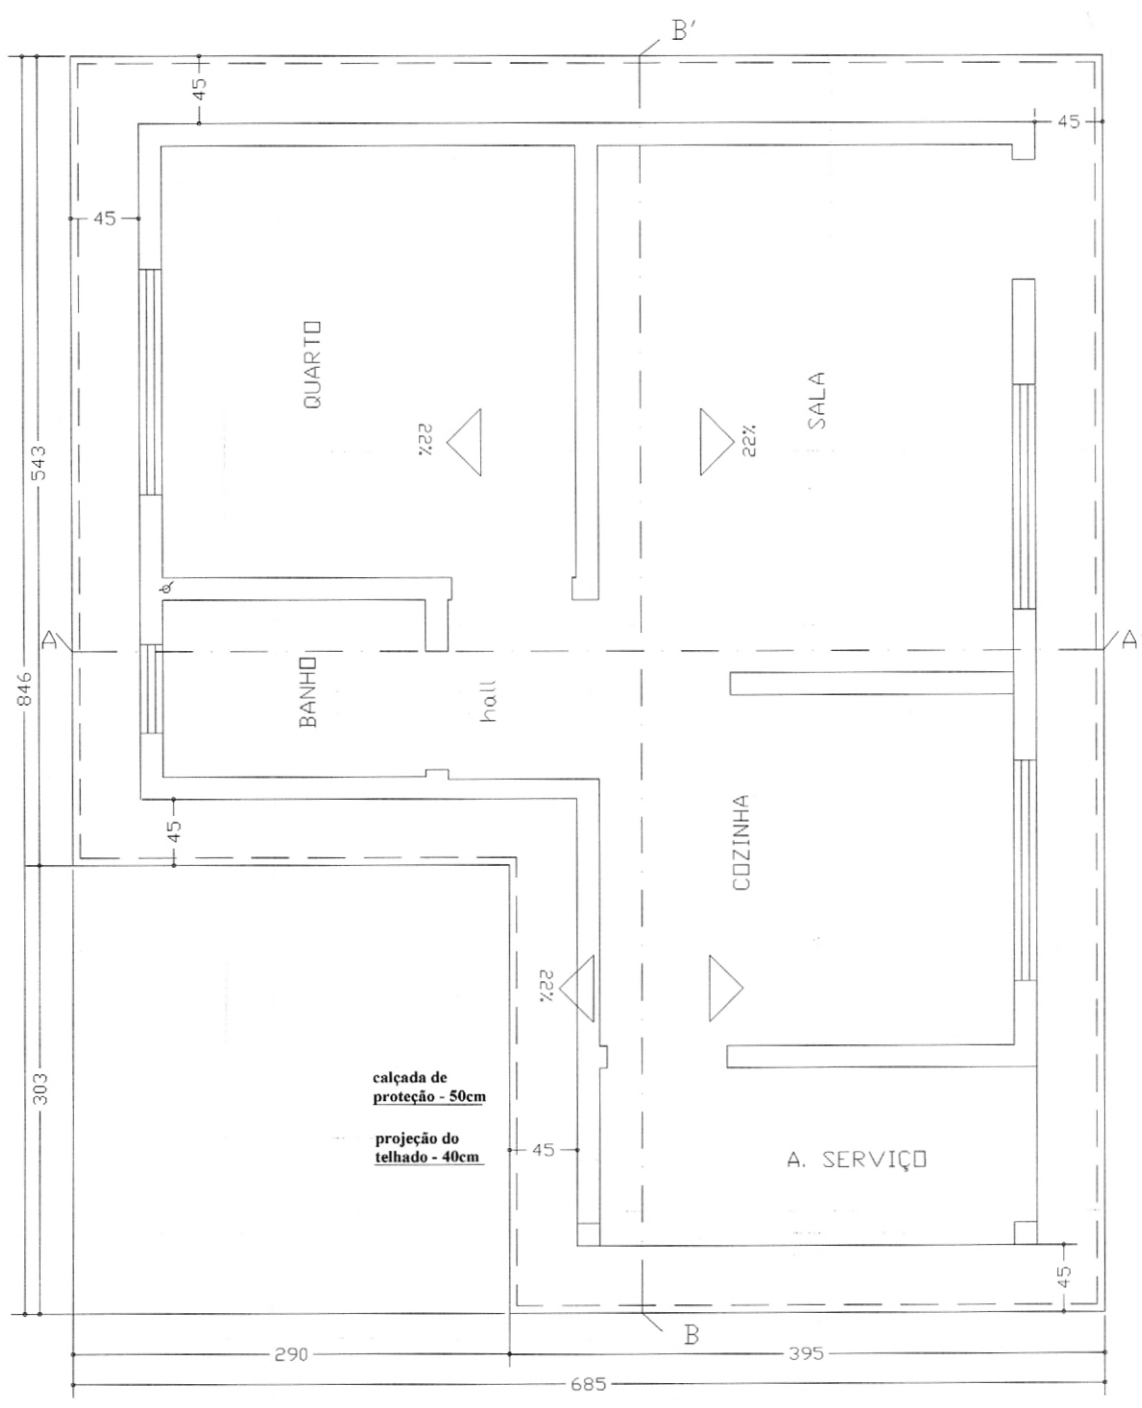 B'
45
45
45
QUARTO
SALA
22%
22%
543
A
A
846
BANHO
hall
45
COZINHA
22%
303
calçada de
proteção - 50cm
projeção do
telhado - 40cm
45
A. SERVIÇO
45
B
290
395
685